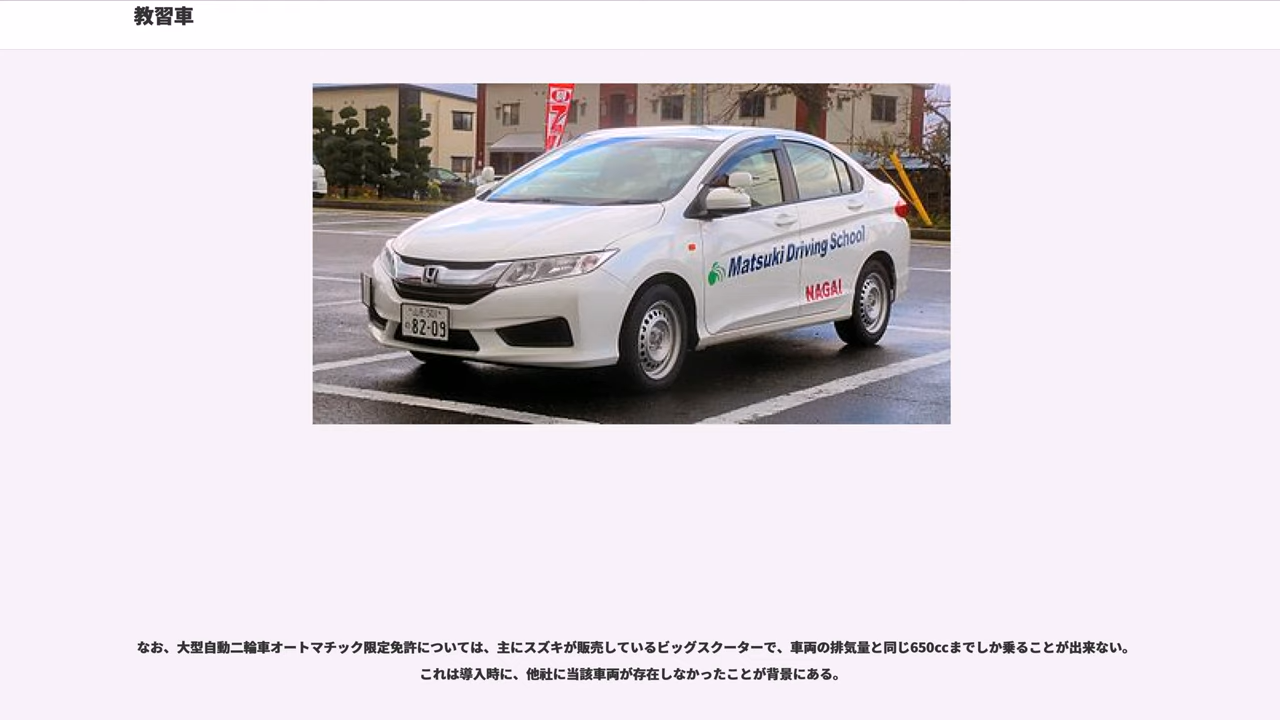 教習車
Matsuki Driving School
NAGAI
82-09
なお、大型自動二輪車オートマチック限定免許については、主にスズキが販売しているビッグスクーターで、車両の排気量と同じ650ccまでしか乗ることが出来ない。
これは導入時に、他社に当該車両が存在しなかったことが背景にある。